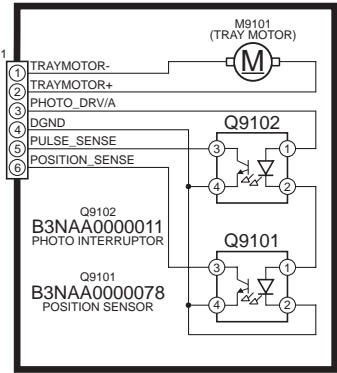 M9101
(TRAY MOTOR)
M
1
1 TRAYMOTOR-
2 TRAYMOTOR+
3 PHOTO_DRV/A
4 DGND
5 PULSE_SENSE
6 POSITION_SENSE
Q9102
3 1
4 2
Q9102
B3NAA0000011
PHOTO INTERRUPTOR
Q9101
3 1
4 2
Q9101
B3NAA0000078
POSITION SENSOR